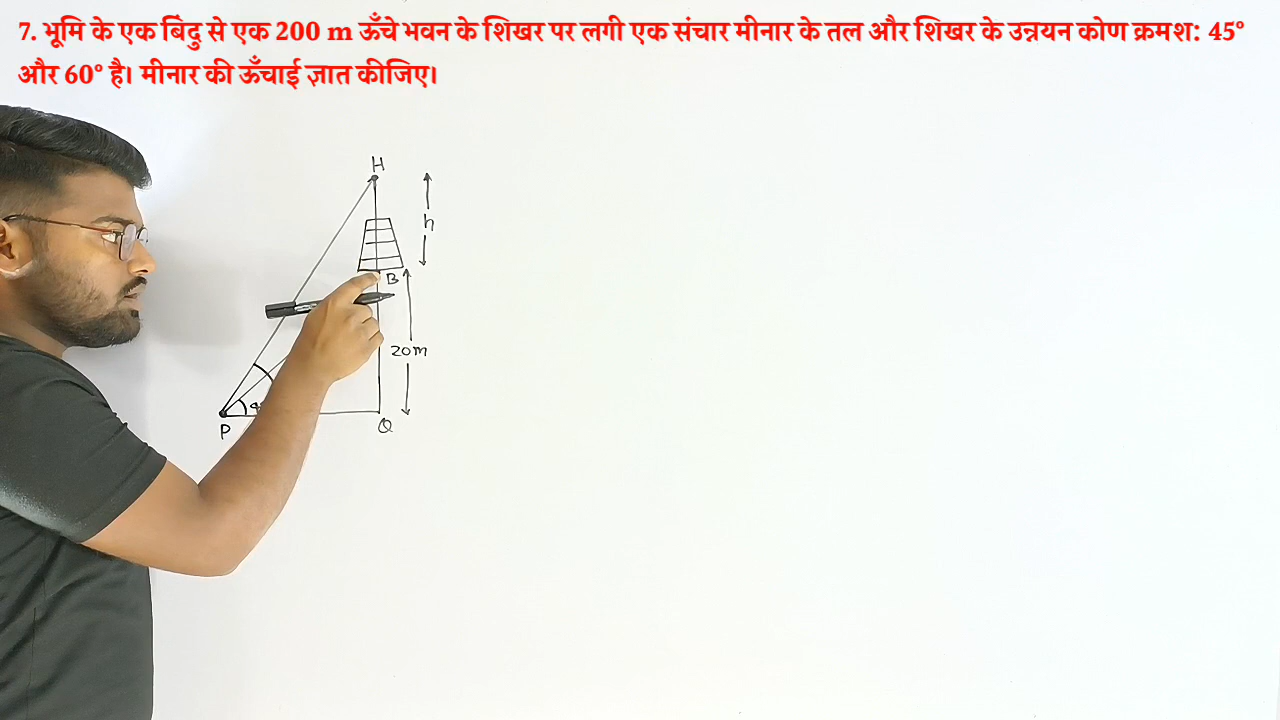 7. भूमि के एक बिंदु से एक 200 m ऊँचे भवन के शिखर पर लगी एक संचार मीनार के तल और शिखर के उन्नयन कोण क्रमश: 45°
और 60° है। मीनार की ऊँचाई ज्ञात कीजिए।
H
h
B
20m
P
Q